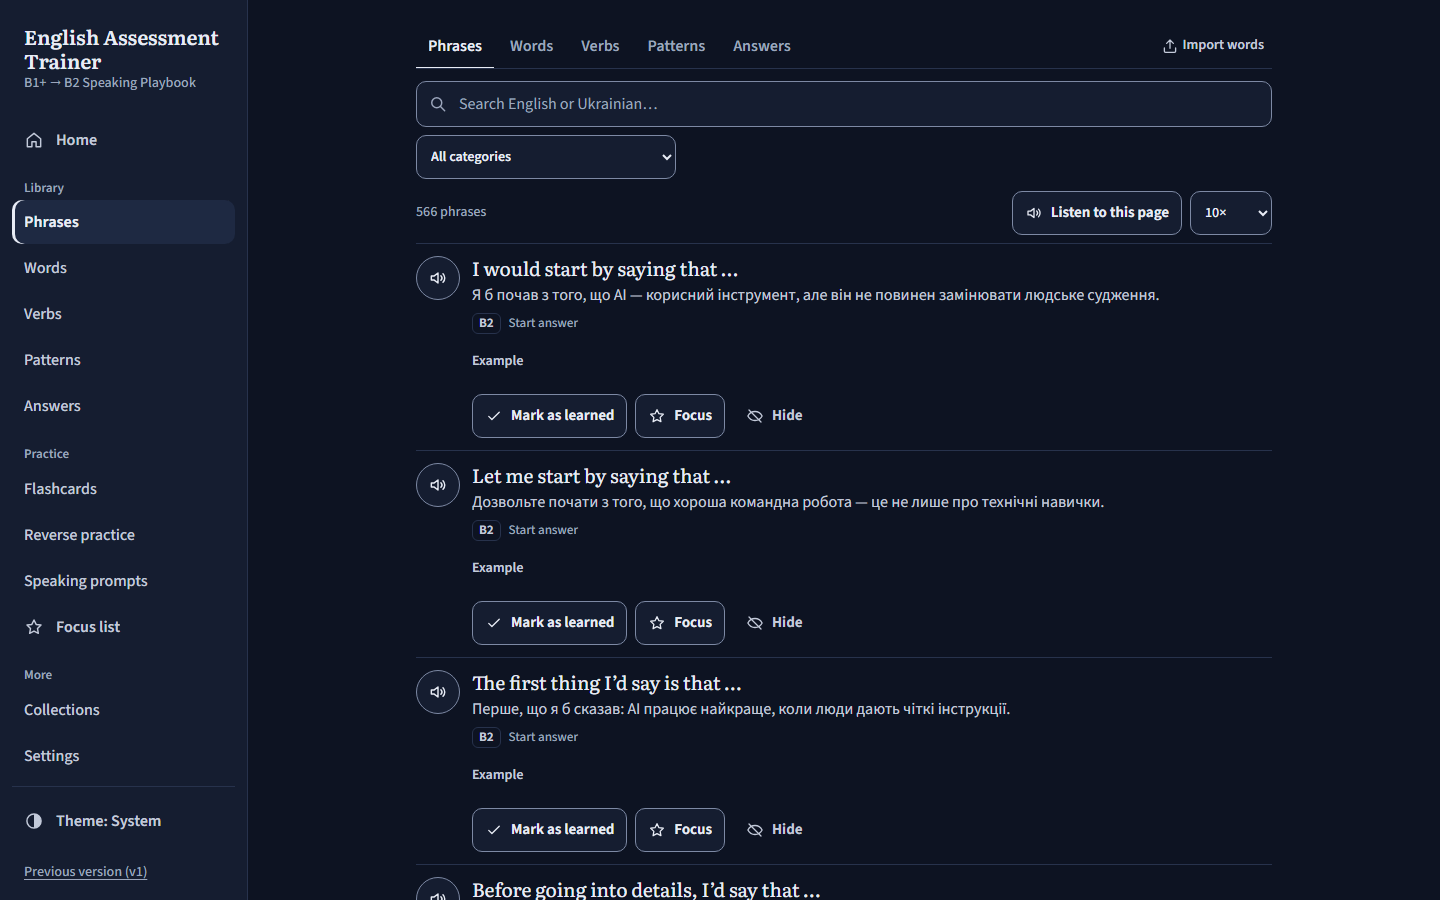 English Assessment
Trainer
B1+ → B2 Speaking Playbook
Home
Library
Phrases
Words
Verbs
Patterns
Answers
Practice
Flashcards
Reverse practice
Speaking prompts
Focus list
More
Collections
Settings
Theme: System
Previous version (v1)
Phrases Words Verbs Patterns Answers Import words
Search English or Ukrainian…
All categories
566 phrases Listen to this page 10×
I would start by saying that …
Я б почав з того, що AI — корисний інструмент, але він не повинен замінювати людське судження.
B2 Start answer
Example
Mark as learned Focus Hide
Let me start by saying that …
Дозвольте почати з того, що хороша командна робота — це не лише про технічні навички.
B2 Start answer
Example
Mark as learned Focus Hide
The first thing I’d say is that …
Перше, що я б сказав: AI працює найкраще, коли люди дають чіткі інструкції.
B2 Start answer
Example
Mark as learned Focus Hide
Before going into details, I’d say that …